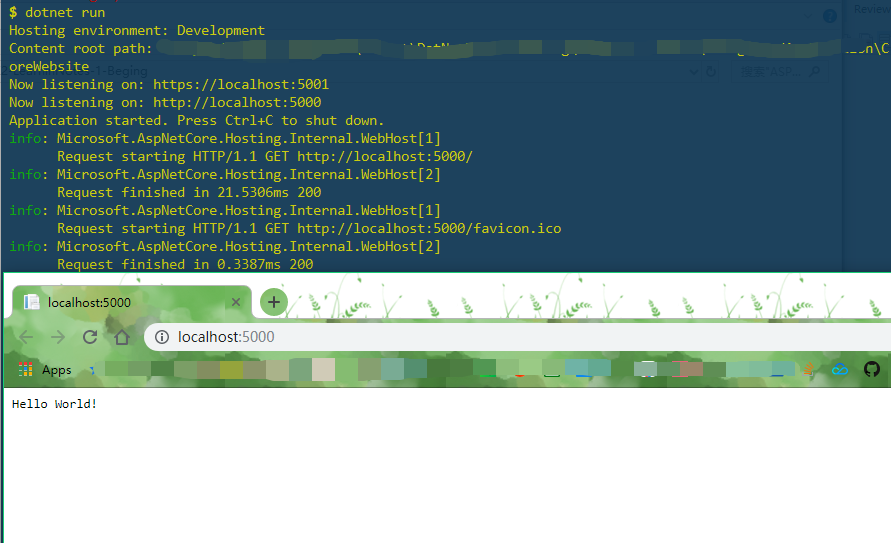 Review
$ dotnet run
Hosting environment: Development
Content root path:
oreWebsite
Now listening on: https://localhost:5001
Now listening on: http://localhost:5000
Application started. Press Ctrl+C to shut down.
info: Microsoft.AspNetCore.Hosting.Internal.WebHost[1]
Request starting HTTP/1.1 GET http://localhost:5000/
info: Microsoft.AspNetCore.Hosting.Internal.WebHost[2]
Request finished in 21.5306ms 200
info: Microsoft.AspNetCore.Hosting.Internal.WebHost[1]
Request starting HTTP/1.1 GET http://localhost:5000/favicon.ico
info: Microsoft.AspNetCore.Hosting.Internal.WebHost[2]
Request finished in 0.3387ms 200
localhost:5000
localhost:5000
Apps
Hello World!